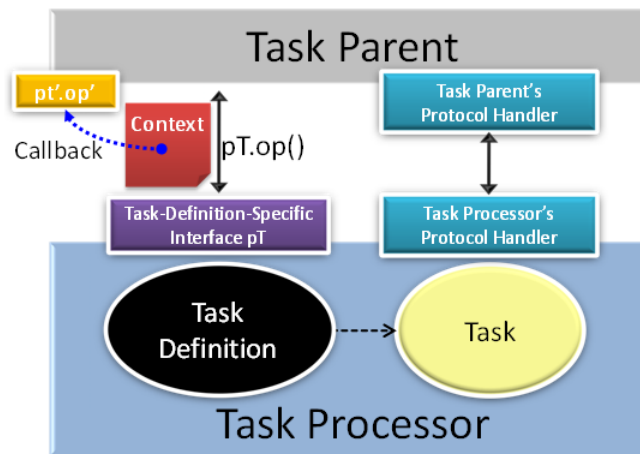 Task Parent
pt'.op'
Task Parent's
Protocol Handler
Context
Callback
pT.op()
Task-Definition-Specific
Interface pT
Task Processor's
Protocol Handler
Task
Definition
Task
Task Processor